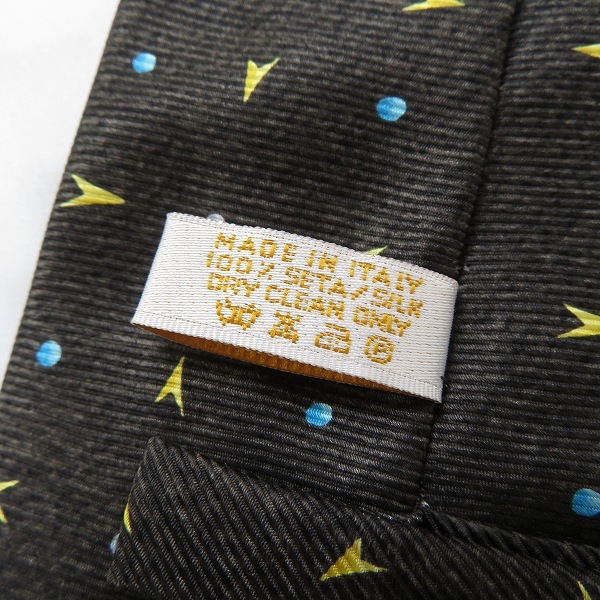 MADE IN ITALY
100% SETA/SILK
DRY CLEAN ONLY
Ⓟ